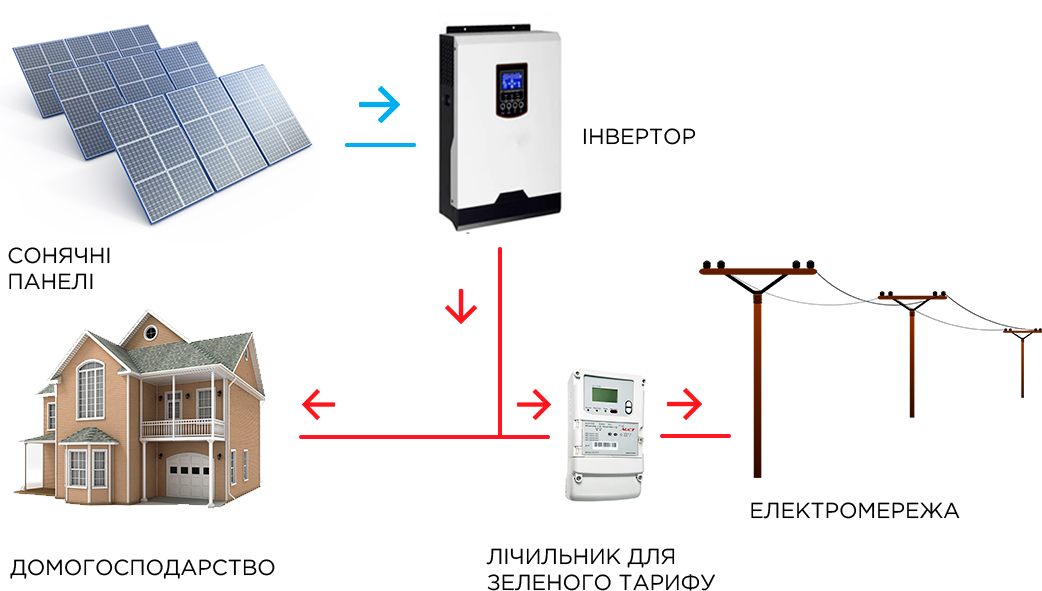 ІНВЕРТОР
СОНЯЧНІ
ПАНЕЛІ
ЕЛЕКТРОМЕРЕЖА
ДОМОГОСПОДАРСТВО
ЛІЧИЛЬНИК ДЛЯ
ЗЕЛЕНОГО ТАРИФУ